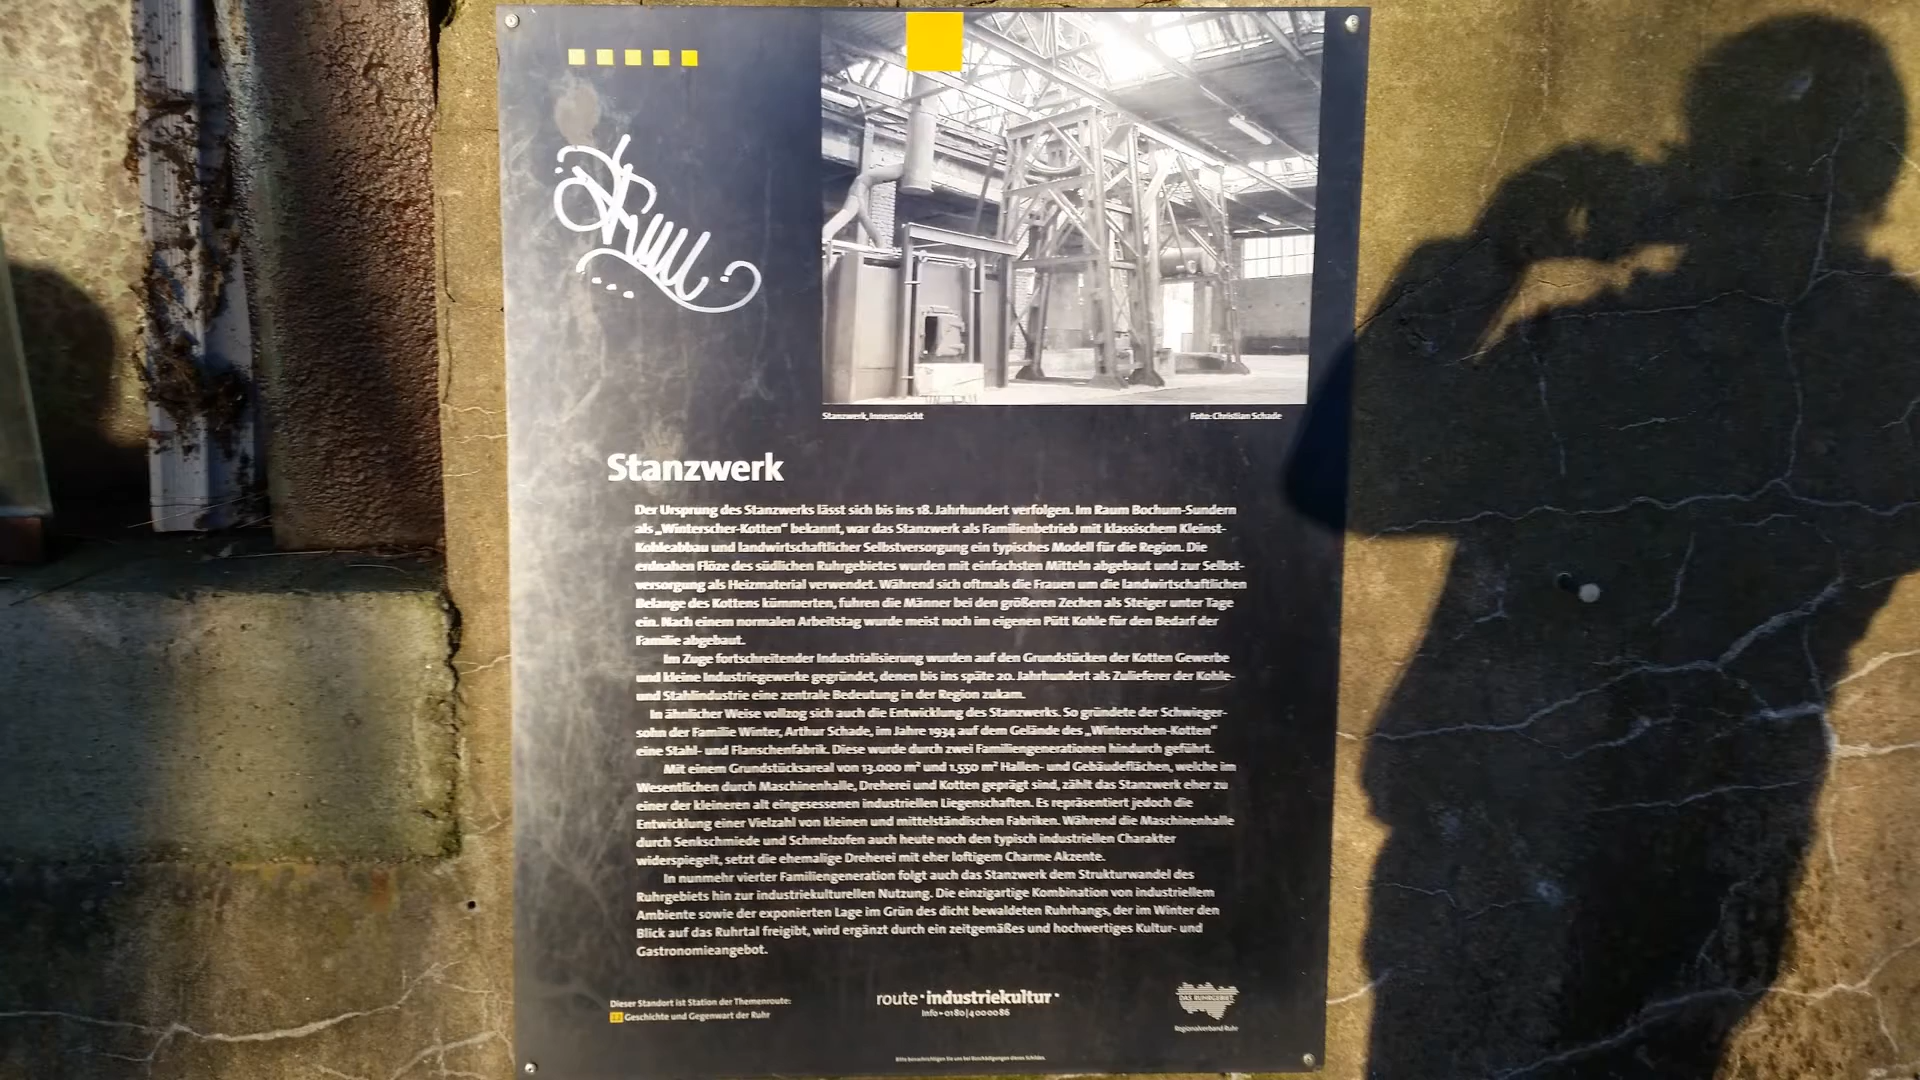 Stanzwerk, Innenansicht
Foto: Christian Schade
Stanzwerk
Der Ursprung des Stanzwerks lässt sich bis ins 18. Jahrhundert verfolgen. Im Raum Bochum-Sundern
als „Winterscher-Kotten“ bekannt, war das Stanzwerk als Familienbetrieb mit klassischem Kleinst-
Kohleabbau und landwirtschaftlicher Selbstversorgung ein typisches Modell für die Region. Die
erdnahen Flöze des südlichen Ruhrgebietes wurden mit einfachsten Mitteln abgebaut und zur Selbst-
versorgung als Heizmaterial verwendet. Während sich oftmals die Frauen um die landwirtschaftlichen
Belange des Kottens kümmerten, fuhren die Männer bei den größeren Zechen als Steiger unter Tage
ein. Nach einem normalen Arbeitstag wurde meist noch im eigenen Pütt Kohle für den Bedarf der
Familie abgebaut.
Im Zuge fortschreitender Industrialisierung wurden auf den Grundstücken der Kotten Gewerbe
und kleine Industriegewerke gegründet, denen bis ins späte 20. Jahrhundert als Zulieferer der Kohle-
und Stahlindustrie eine zentrale Bedeutung in der Region zukam.
In ähnlicher Weise vollzog sich auch die Entwicklung des Stanzwerks. So gründete der Schwieger-
sohn der Familie Winter, Arthur Schade, im Jahre 1934 auf dem Gelände des „Winterschen-Kotten“
eine Stahl- und Flanschenfabrik. Diese wurde durch zwei Familiengenerationen hindurch geführt.
Mit einem Grundstücksareal von 13.000 m² und 1.550 m² Hallen- und Gebäudeflächen, welche im
Wesentlichen durch Maschinenhalle, Dreherei und Kotten geprägt sind, zählt das Stanzwerk eher zu
einer der kleineren alt eingesessenen industriellen Liegenschaften. Es repräsentiert jedoch die
Entwicklung einer Vielzahl von kleinen und mittelständischen Fabriken. Während die Maschinenhalle
durch Senkschmiede und Schmelzofen auch heute noch den typisch industriellen Charakter
widerspiegelt, setzt die ehemalige Dreherei mit eher loftigem Charme Akzente.
In nunmehr vierter Familiengeneration folgt auch das Stanzwerk dem Strukturwandel des
Ruhrgebiets hin zur industriekulturellen Nutzung. Die einzigartige Kombination von industriellem
Ambiente sowie der exponierten Lage im Grün des dicht bewaldeten Ruhrhangs, der im Winter den
Blick auf das Ruhrtal freigibt, wird ergänzt durch ein zeitgemäßes und hochwertiges Kultur- und
Gastronomieangebot.
Dieser Standort ist Station der Themenroute:
Geschichte und Gegenwart der Ruhr
route · industriekultur ·
Info • 01 80 | 4 00 00 86
DAS RUHRGEBIET.
Regionalverband Ruhr
Bitte benachrichtigen Sie uns bei Beschädigungen dieses Schildes.